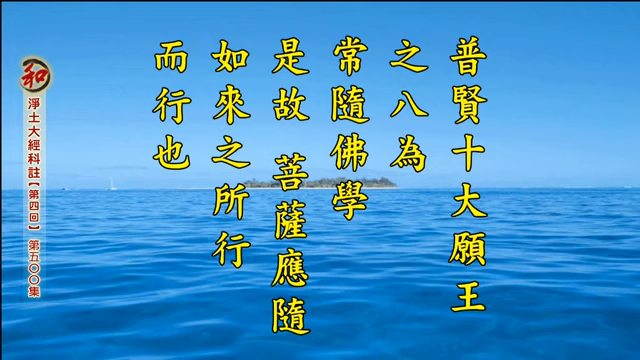 普賢十大願王
之八為
常隨佛學
是故 菩薩應隨
如來之所行
而行也
和
淨土大經科註【第四回】 第五００集